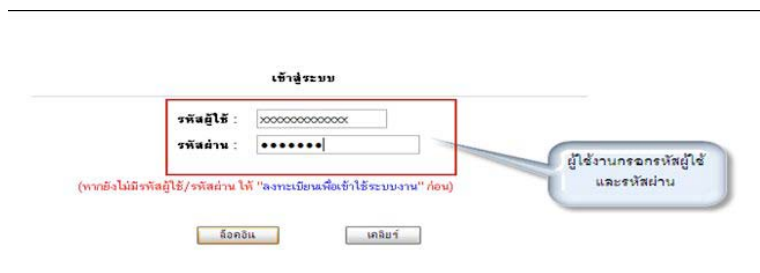 เข้าสู่ระบบ
รหัสผู้ใช้ : xxxxxxxxxxxxx
รหัสผ่าน : ●●●●●●●
ผู้ใช้งานกรอกรหัสผู้ใช้
และรหัสผ่าน
(หากยังไม่มีรหัสผู้ใช้/รหัสผ่าน ให้ "ลงทะเบียนเพื่อเข้าใช้ระบบงาน" ก่อน)
ล็อคอิน
เคลียร์